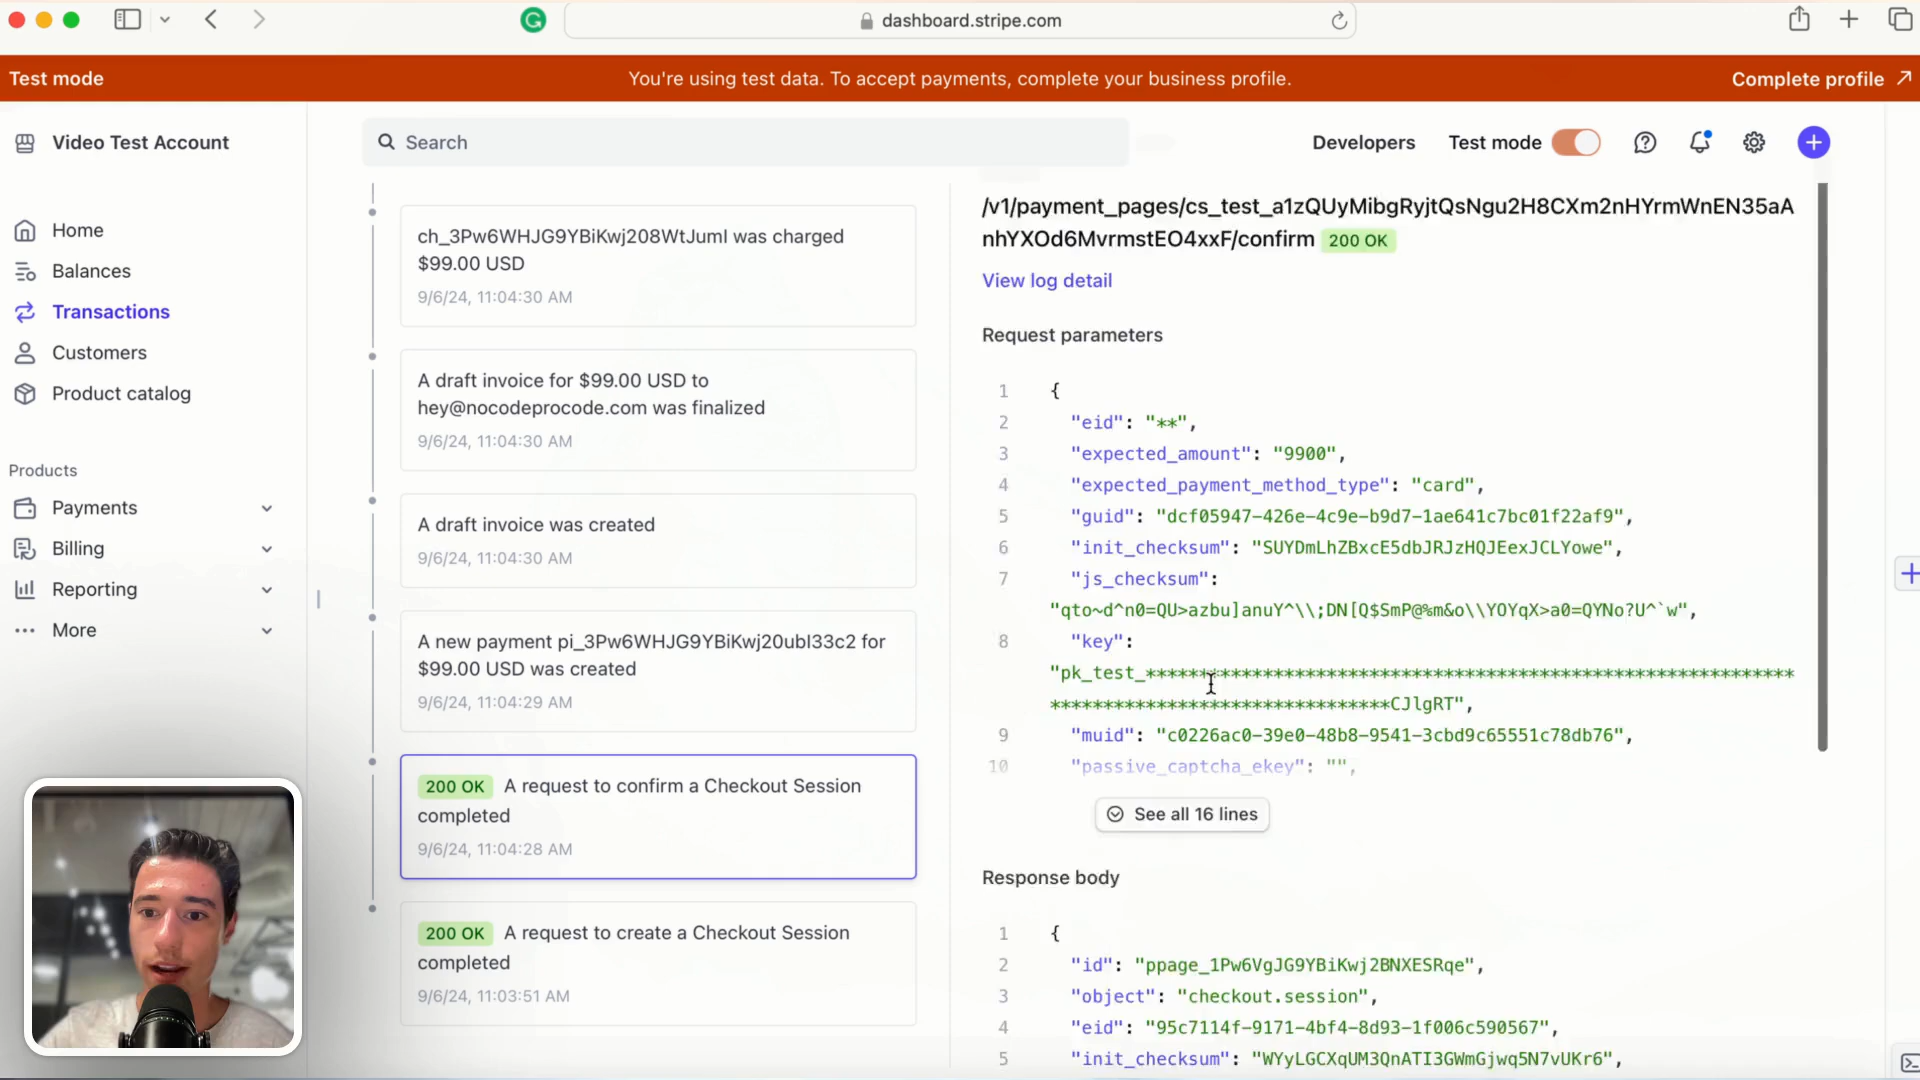 dashboard.stripe.com
Test mode
You're using test data. To accept payments, complete your business profile.
Complete profile
Video Test Account
Search
Developers
Test mode
Home
Balances
Transactions
Customers
Product catalog
Products
Payments
Billing
Reporting
More
ch_3Pw6WHJG9YBiKwj208WtJumI was charged
$99.00 USD
9/6/24, 11:04:30 AM
A draft invoice for $99.00 USD to
hey@nocodeprocode.com was finalized
9/6/24, 11:04:30 AM
A draft invoice was created
9/6/24, 11:04:30 AM
A new payment pi_3Pw6WHJG9YBiKwj20ubI33c2 for
$99.00 USD was created
9/6/24, 11:04:29 AM
200 OK A request to confirm a Checkout Session
completed
9/6/24, 11:04:28 AM
200 OK A request to create a Checkout Session
completed
9/6/24, 11:03:51 AM
/v1/payment_pages/cs_test_a1zQUyMibgRyjtQsNgu2H8CXm2nHYrmWnEN35aA
nhYXOd6MvrmstEO4xxF/confirm 200 OK
View log detail
Request parameters
1 {
2 "eid": "**",
3 "expected_amount": "9900",
4 "expected_payment_method_type": "card",
5 "guid": "dcf05947-426e-4c9e-b9d7-1ae641c7bc01f22af9",
6 "init_checksum": "SUYDmLhZBxcE5dbJRJzHQJEexJCLYowe",
7 "js_checksum":
"qto~d^n0=QU>azbu]anuY^\\;DN[Q$SmP@%m&o\\YOYqX>a0=QYNo?U^`w",
8 "key":
"pk_test_*************************************************************
********************************CJlgRT",
9 "muid": "c0226ac0-39e0-48b8-9541-3cbd9c65551c78db76",
10 "passive_captcha_ekey": "",
See all 16 lines
Response body
1 {
2 "id": "ppage_1Pw6VgJG9YBiKwj2BNXESRqe",
3 "object": "checkout.session",
4 "eid": "95c7114f-9171-4bf4-8d93-1f006c590567",
5 "init_checksum": "WYyLGCXqUM3QnATI3GWmGjwq5N7vUKr6",